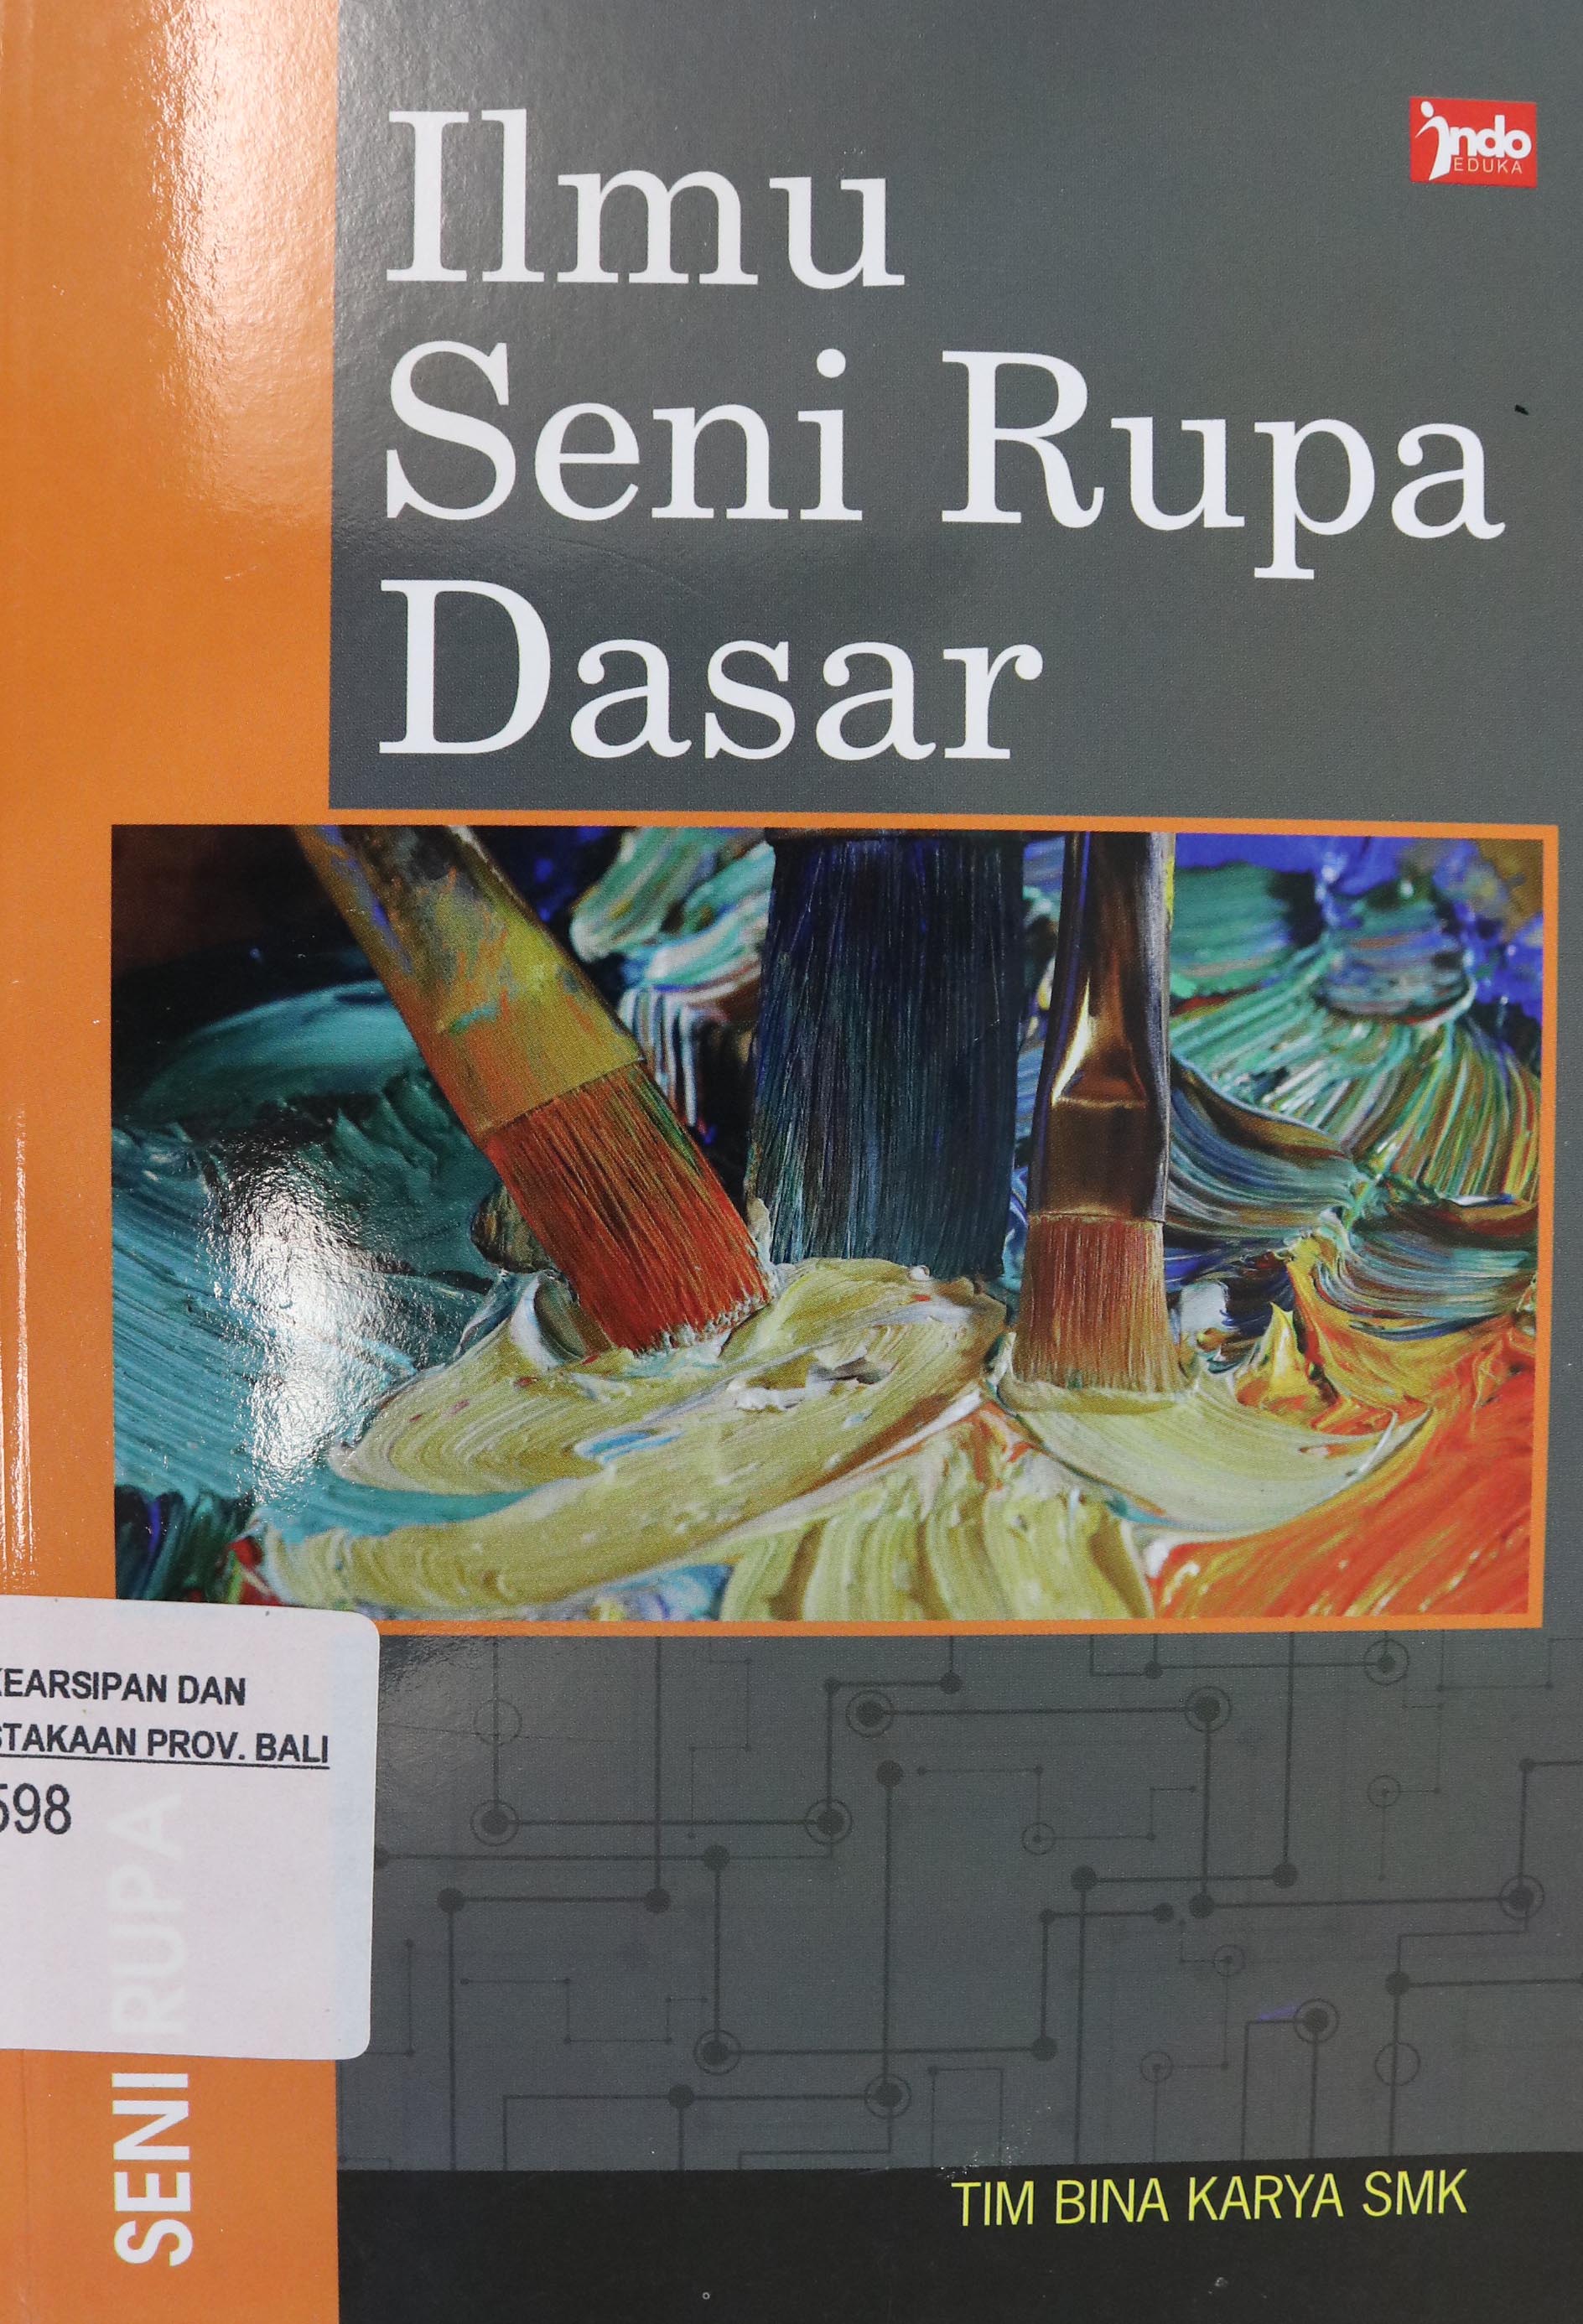 Indo
EDUKA
Ilmu
Seni Rupa
Dasar
KEARSIPAN DAN
STAKAAN PROV. BALI
598
SENI RUPA
TIM BINA KARYA SMK